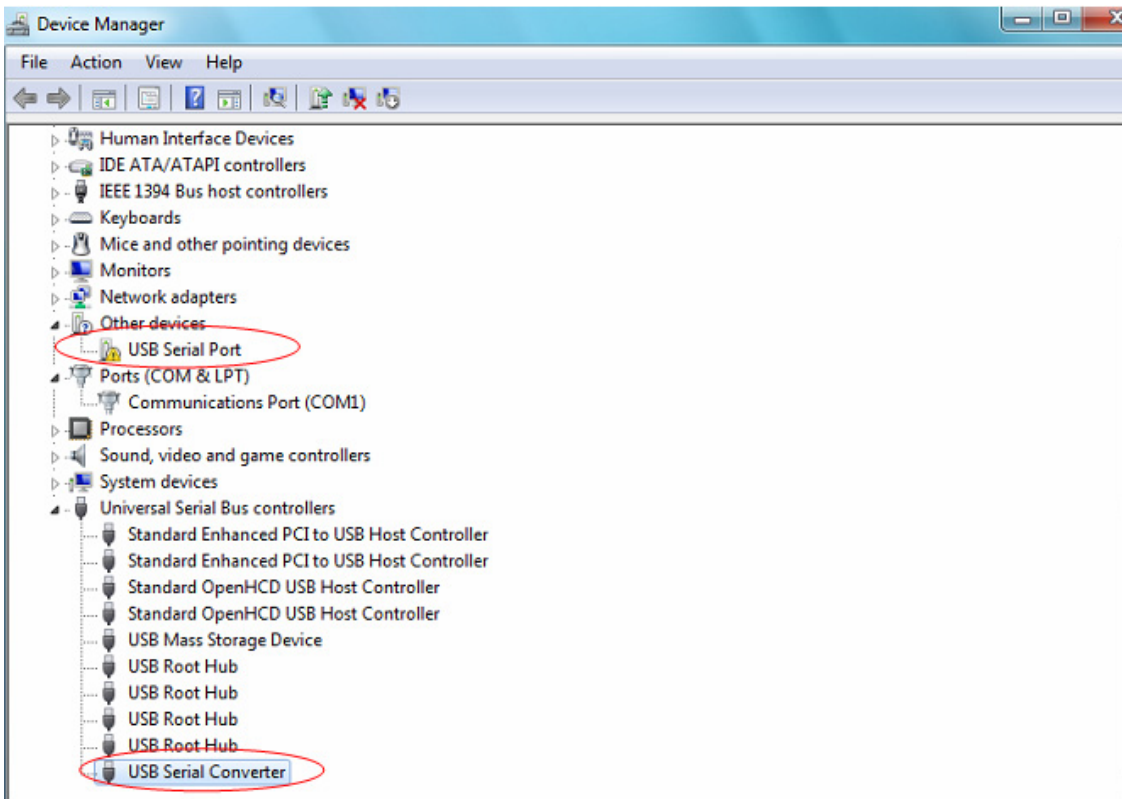 Device Manager
File Action View Help
Human Interface Devices
IDE ATA/ATAPI controllers
IEEE 1394 Bus host controllers
Keyboards
Mice and other pointing devices
Monitors
Network adapters
Other devices
USB Serial Port
Ports (COM & LPT)
Communications Port (COM1)
Processors
Sound, video and game controllers
System devices
Universal Serial Bus controllers
Standard Enhanced PCI to USB Host Controller
Standard Enhanced PCI to USB Host Controller
Standard OpenHCD USB Host Controller
Standard OpenHCD USB Host Controller
USB Mass Storage Device
USB Root Hub
USB Root Hub
USB Root Hub
USB Root Hub
USB Serial Converter